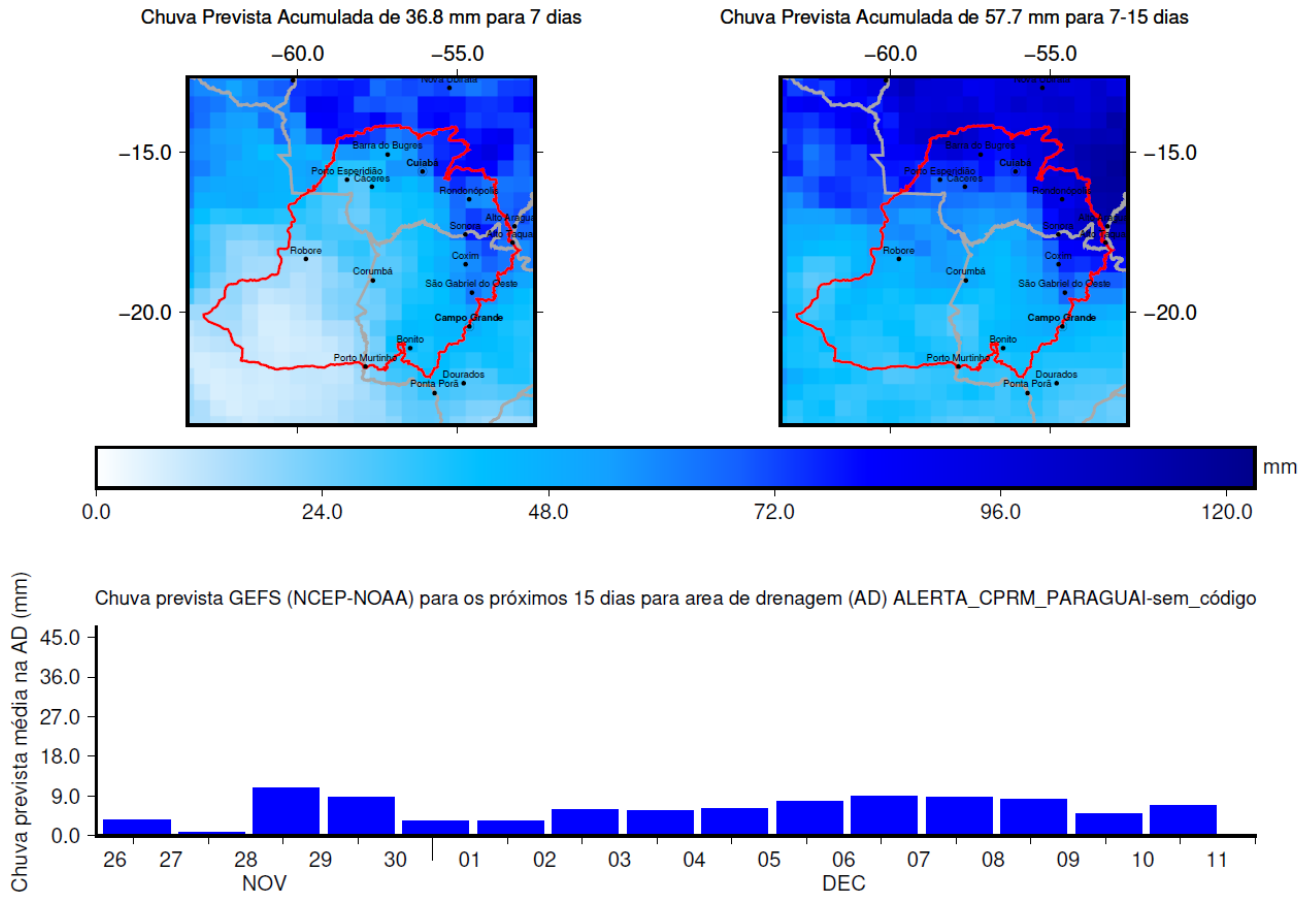 Chuva Prevista Acumulada de 36.8 mm para 7 dias
Chuva Prevista Acumulada de 57.7 mm para 7-15 dias
−60.0 −55.0
−60.0 −55.0
−15.0
−20.0
Barra do Bugres
Cuiabá
Porto Esperidião
Cáceres
Rondonópolis
Sonora
Robore
Coxim
Corumbá
São Gabriel do Oeste
Campo Grande
Bonito
Porto Murtinho
Dourados
Ponta Porã
Barra do Bugres
Cuiabá
Porto Esperidião
Cáceres
Rondonópolis
Sonora
Robore
Coxim
Corumbá
São Gabriel do Oeste
Campo Grande
Bonito
Porto Murtinho
Dourados
Ponta Porã
−15.0
−20.0
mm
0.0 24.0 48.0 72.0 96.0 120.0
Chuva prevista GEFS (NCEP-NOAA) para os próximos 15 dias para area de drenagem (AD) ALERTA_CPRM_PARAGUAI-sem_código
Chuva prevista média na AD (mm)
45.0
36.0
27.0
18.0
9.0
0.0
26 27 28 29 30 01 02 03 04 05 06 07 08 09 10 11
NOV DEC